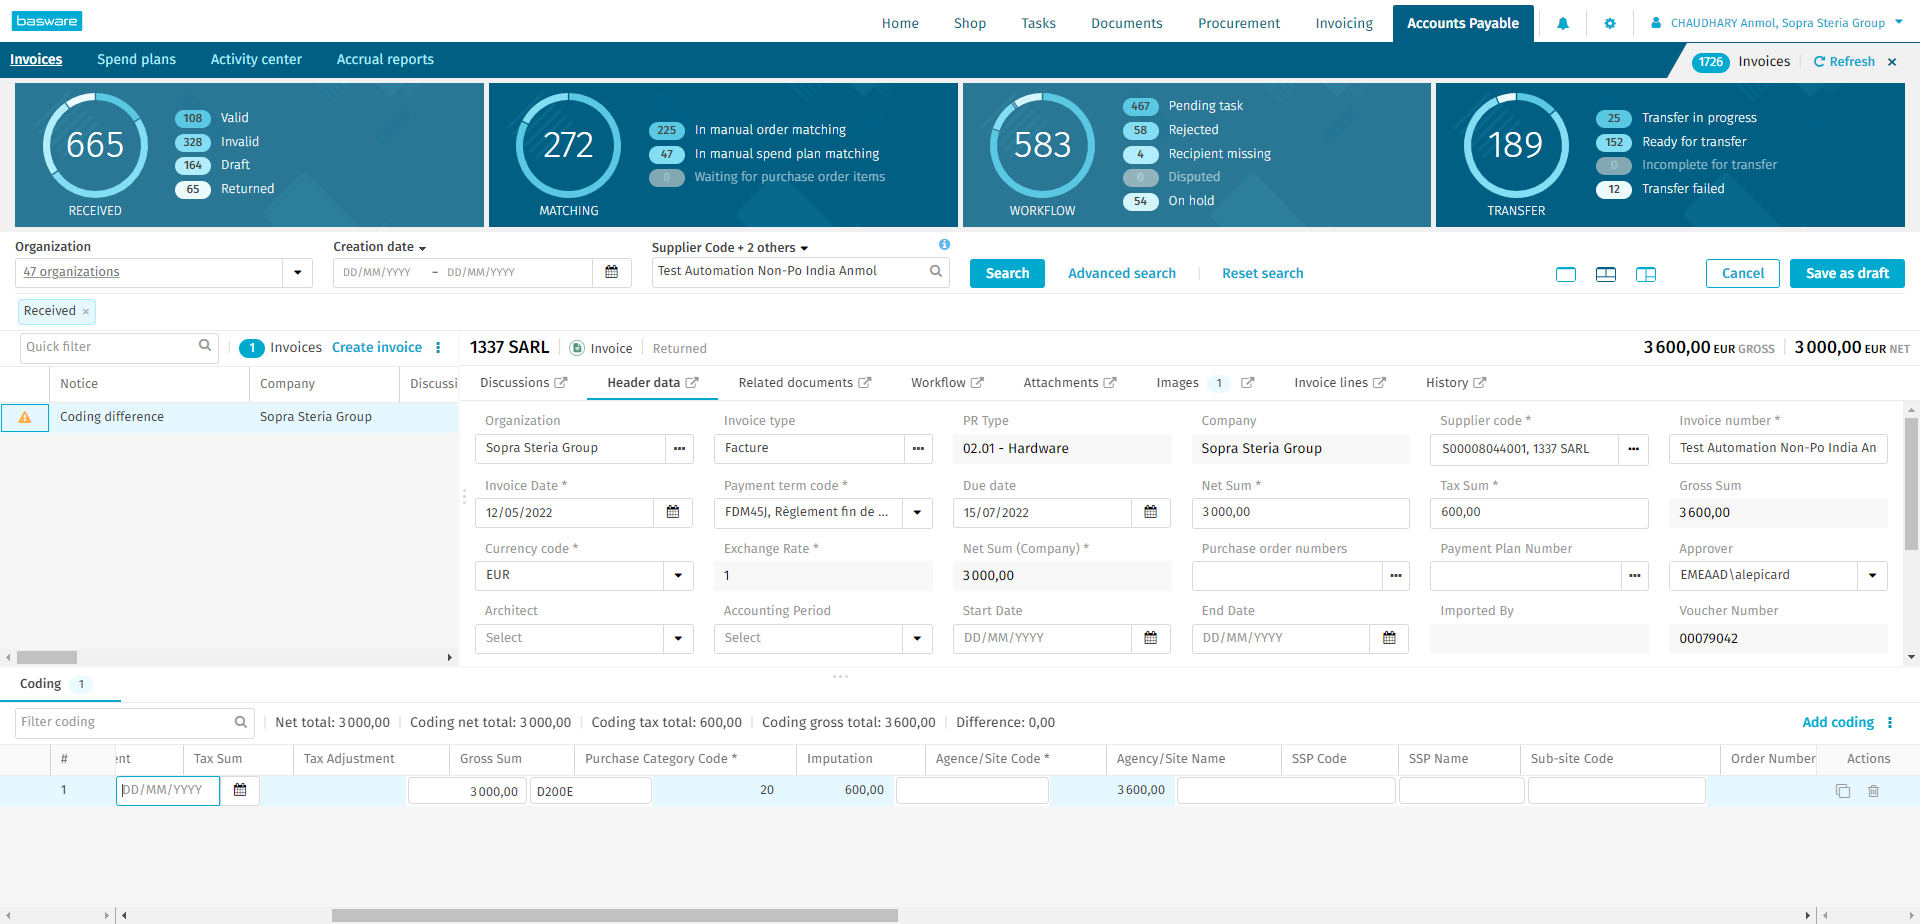 basware
Home Shop Tasks Documents Procurement Invoicing Accounts Payable CHAUDHARY Anmol, Sopra Steria Group
Invoices Spend plans Activity center Accrual reports 1726 Invoices Refresh ×
665 RECEIVED
108 Valid
328 Invalid
164 Draft
65 Returned
272 MATCHING
225 In manual order matching
47 In manual spend plan matching
0 Waiting for purchase order items
583 WORKFLOW
467 Pending task
58 Rejected
4 Recipient missing
0 Disputed
54 On hold
189 TRANSFER
25 Transfer in progress
152 Ready for transfer
0 Incomplete for transfer
12 Transfer failed
Organization Creation date Supplier Code + 2 others
47 organizations DD/MM/YYYY - DD/MM/YYYY Test Automation Non-Po India Anmol Search Advanced search Reset search Cancel Save as draft
Received ×
Quick filter 1 Invoices Create invoice
Notice Company Discussi
Coding difference Sopra Steria Group
1337 SARL Invoice Returned 3 600,00 EUR GROSS 3 000,00 EUR NET
Discussions Header data Related documents Workflow Attachments Images 1 Invoice lines History
Organization Invoice type PR Type Company Supplier code * Invoice number *
Sopra Steria Group Facture 02.01 - Hardware Sopra Steria Group S00008044001, 1337 SARL Test Automation Non-Po India An
Invoice Date * Payment term code * Due date Net Sum * Tax Sum * Gross Sum
12/05/2022 FDM45J, Règlement fin de ... 15/07/2022 3 000,00 600,00 3 600,00
Currency code * Exchange Rate * Net Sum (Company) * Purchase order numbers Payment Plan Number Approver
EUR 1 3 000,00 EMEAAD\alepicard
Architect Accounting Period Start Date End Date Imported By Voucher Number
Select Select DD/MM/YYYY DD/MM/YYYY 00079042
Coding 1
Filter coding Net total: 3 000,00 Coding net total: 3 000,00 Coding tax total: 600,00 Coding gross total: 3 600,00 Difference: 0,00 Add coding
# ent Tax Sum Tax Adjustment Gross Sum Purchase Category Code * Imputation Agence/Site Code * Agency/Site Name SSP Code SSP Name Sub-site Code Order Number Actions
1 DD/MM/YYYY 3 000,00 D200E 20 600,00 3 600,00